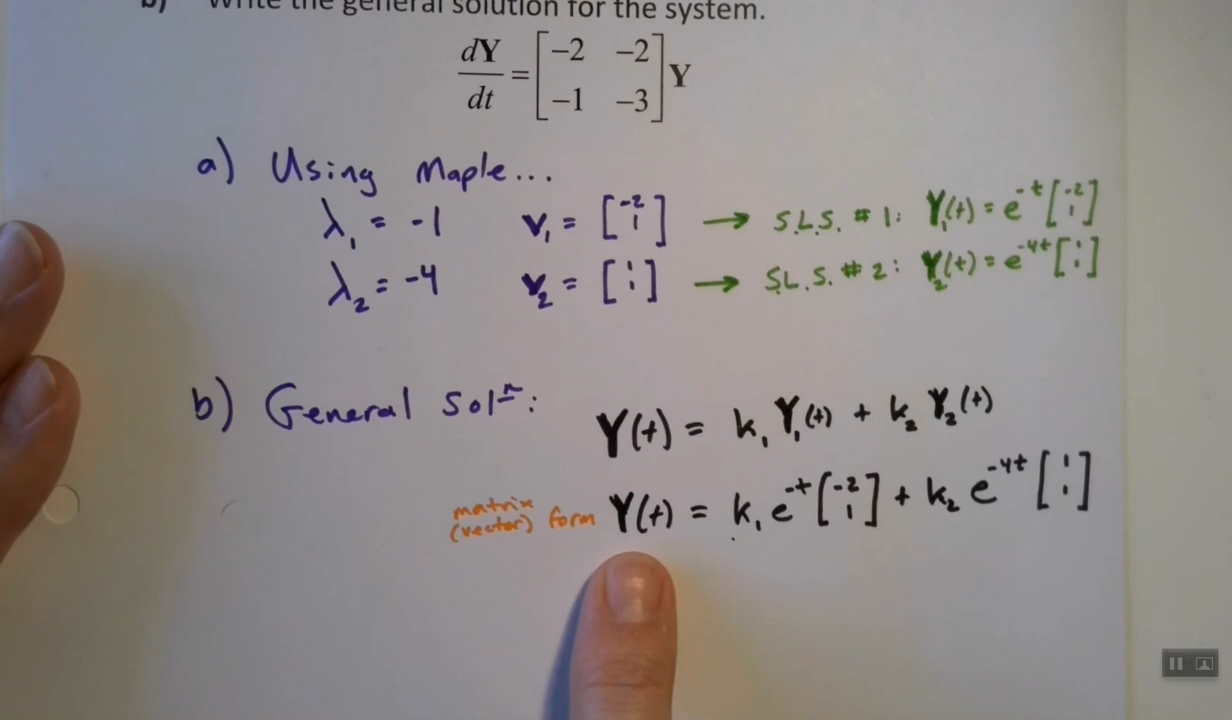 b) Write the general solution for the system.
dY/dt = [−2 −2; −1 −3] Y
a) Using Maple...
λ₁ = -1 v₁ = [-2; 1] → S.L.S. #1: Y₁(t) = e^-t [-2; 1]
λ₂ = -4 v₂ = [1; 1] → S.L.S. #2: Y₂(t) = e^-4t [1; 1]
b) General Solⁿ: Y(t) = k₁ Y₁(t) + k₂ Y₂(t)
matrix (vector) form Y(t) = k₁ e^-t [-2; 1] + k₂ e^-4t [1; 1]